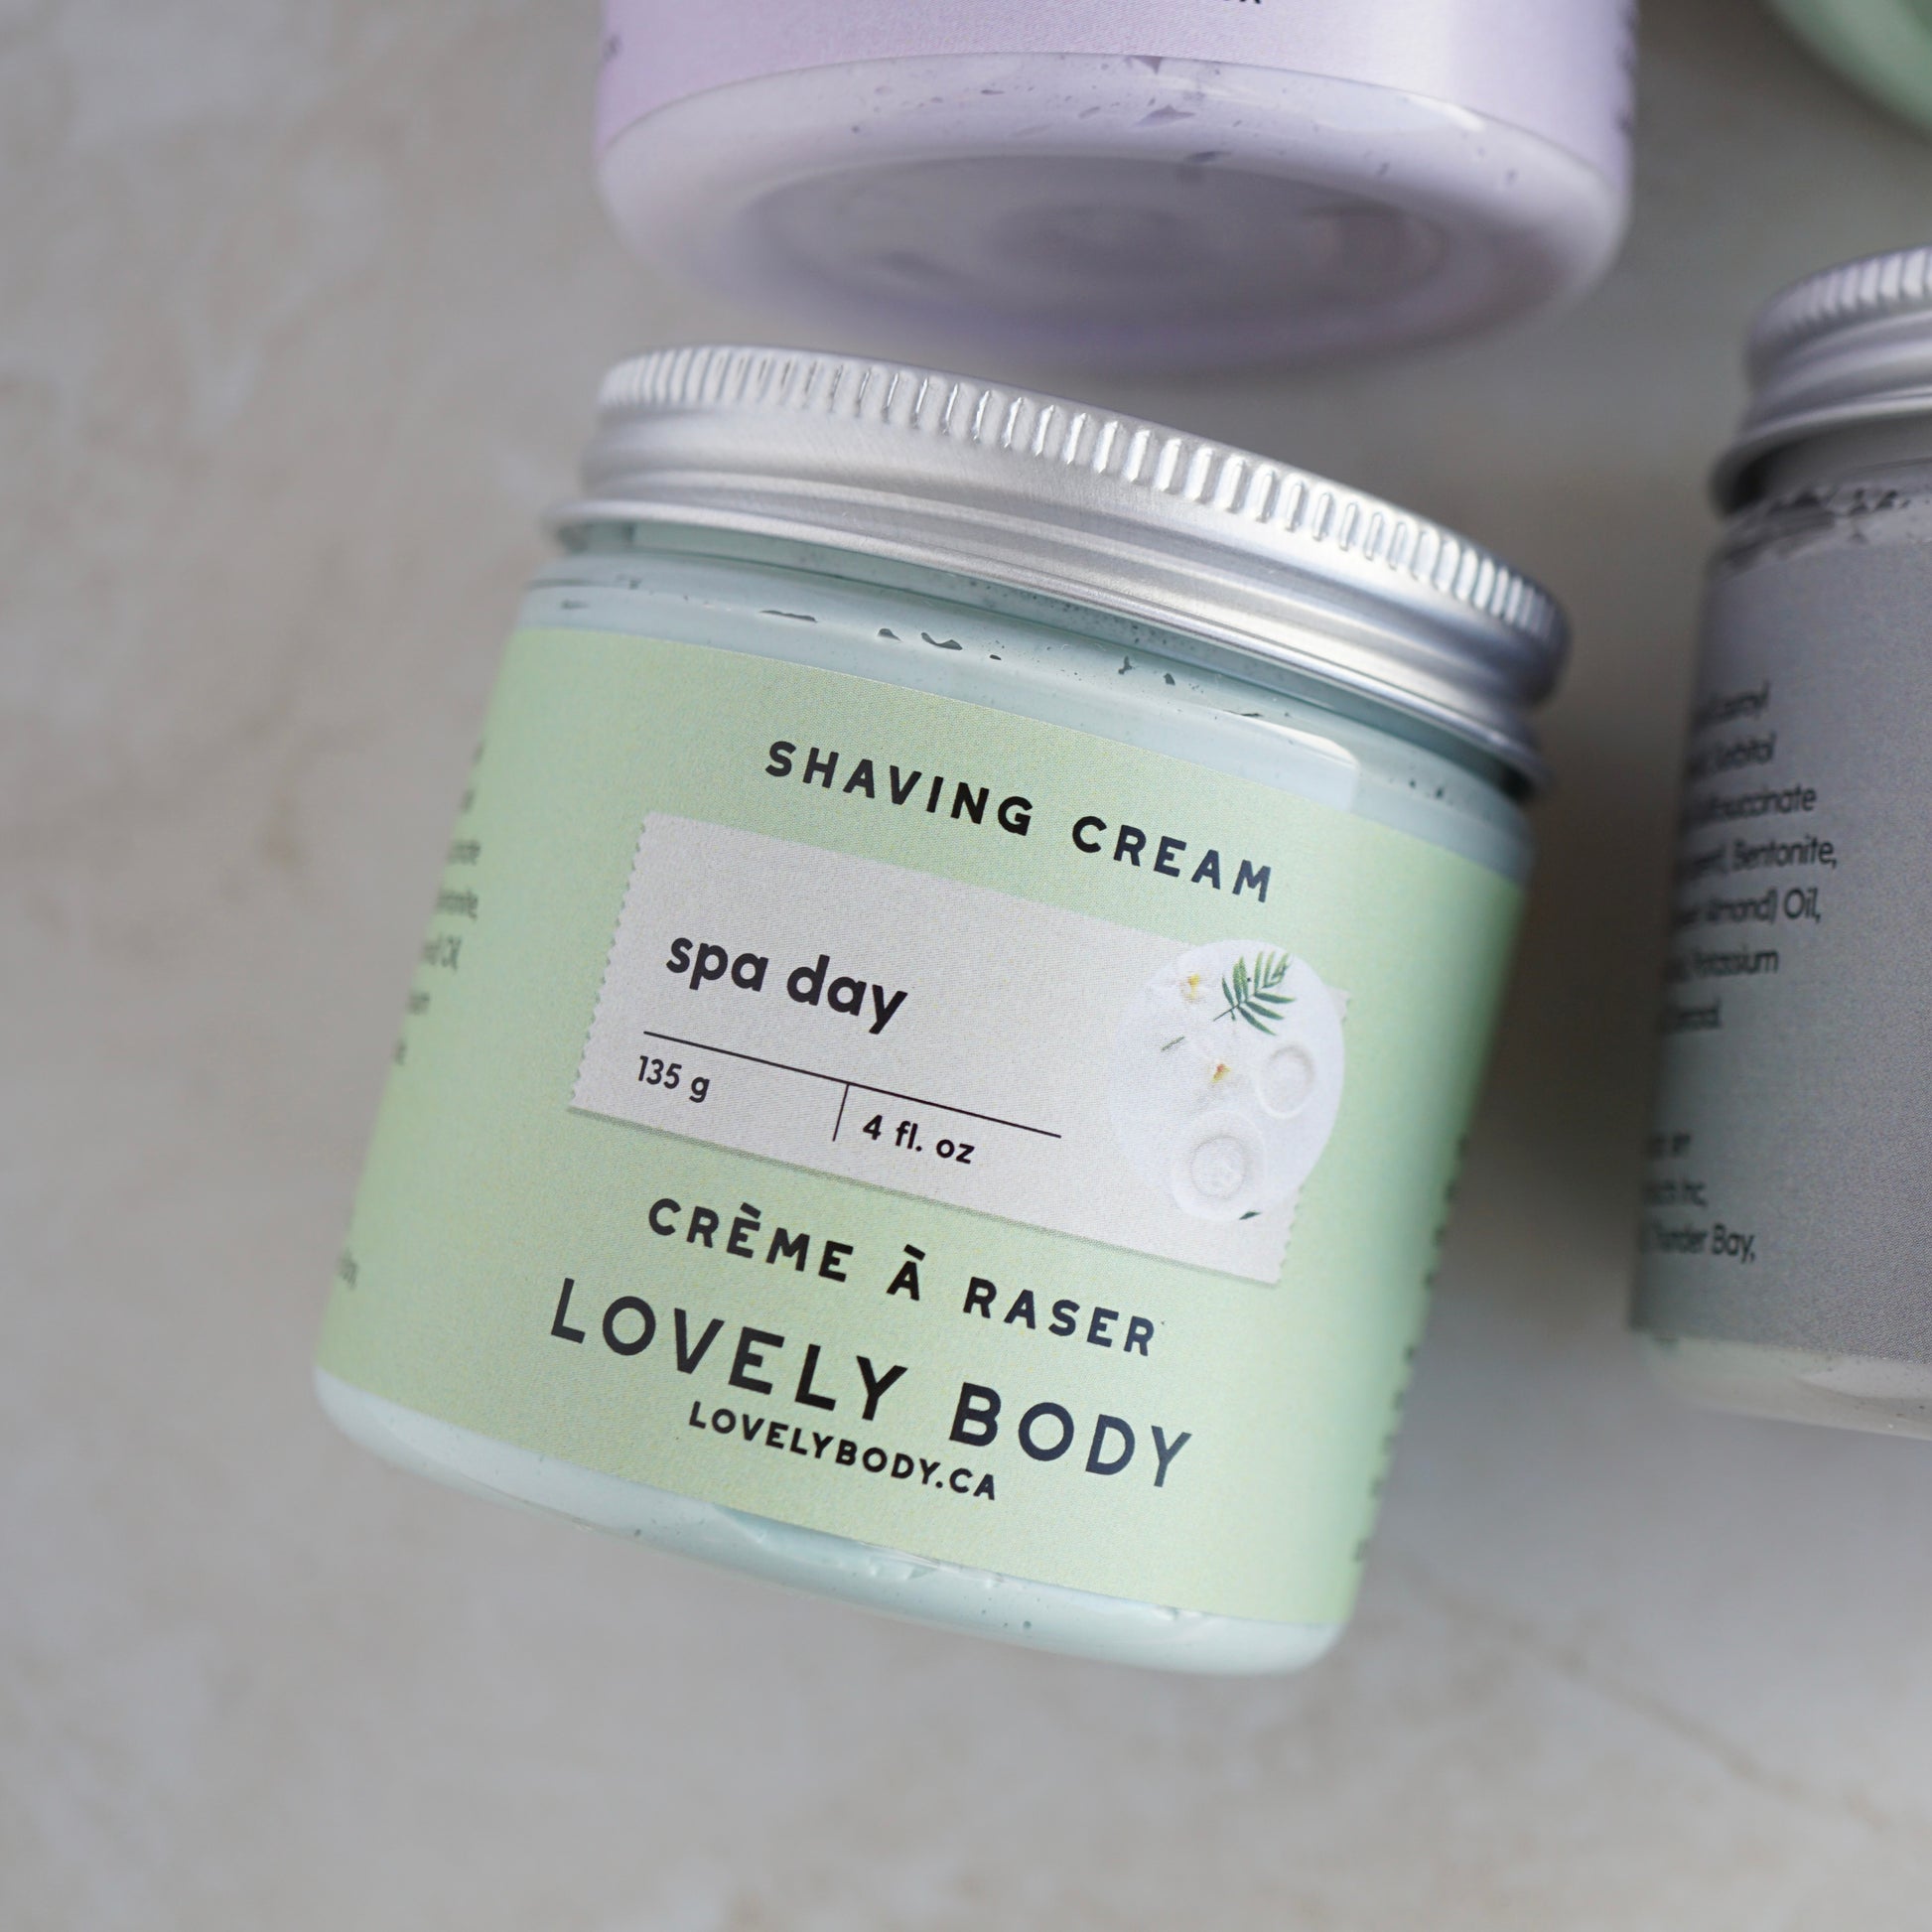 SHAVING CREAM
spa day
135 g
4 fl. oz
CRÈME À RASER
LOVELY BODY
LOVELYBODY.CA
Bentonite,
Almond) Oil,
Potassium
Thunder Bay,